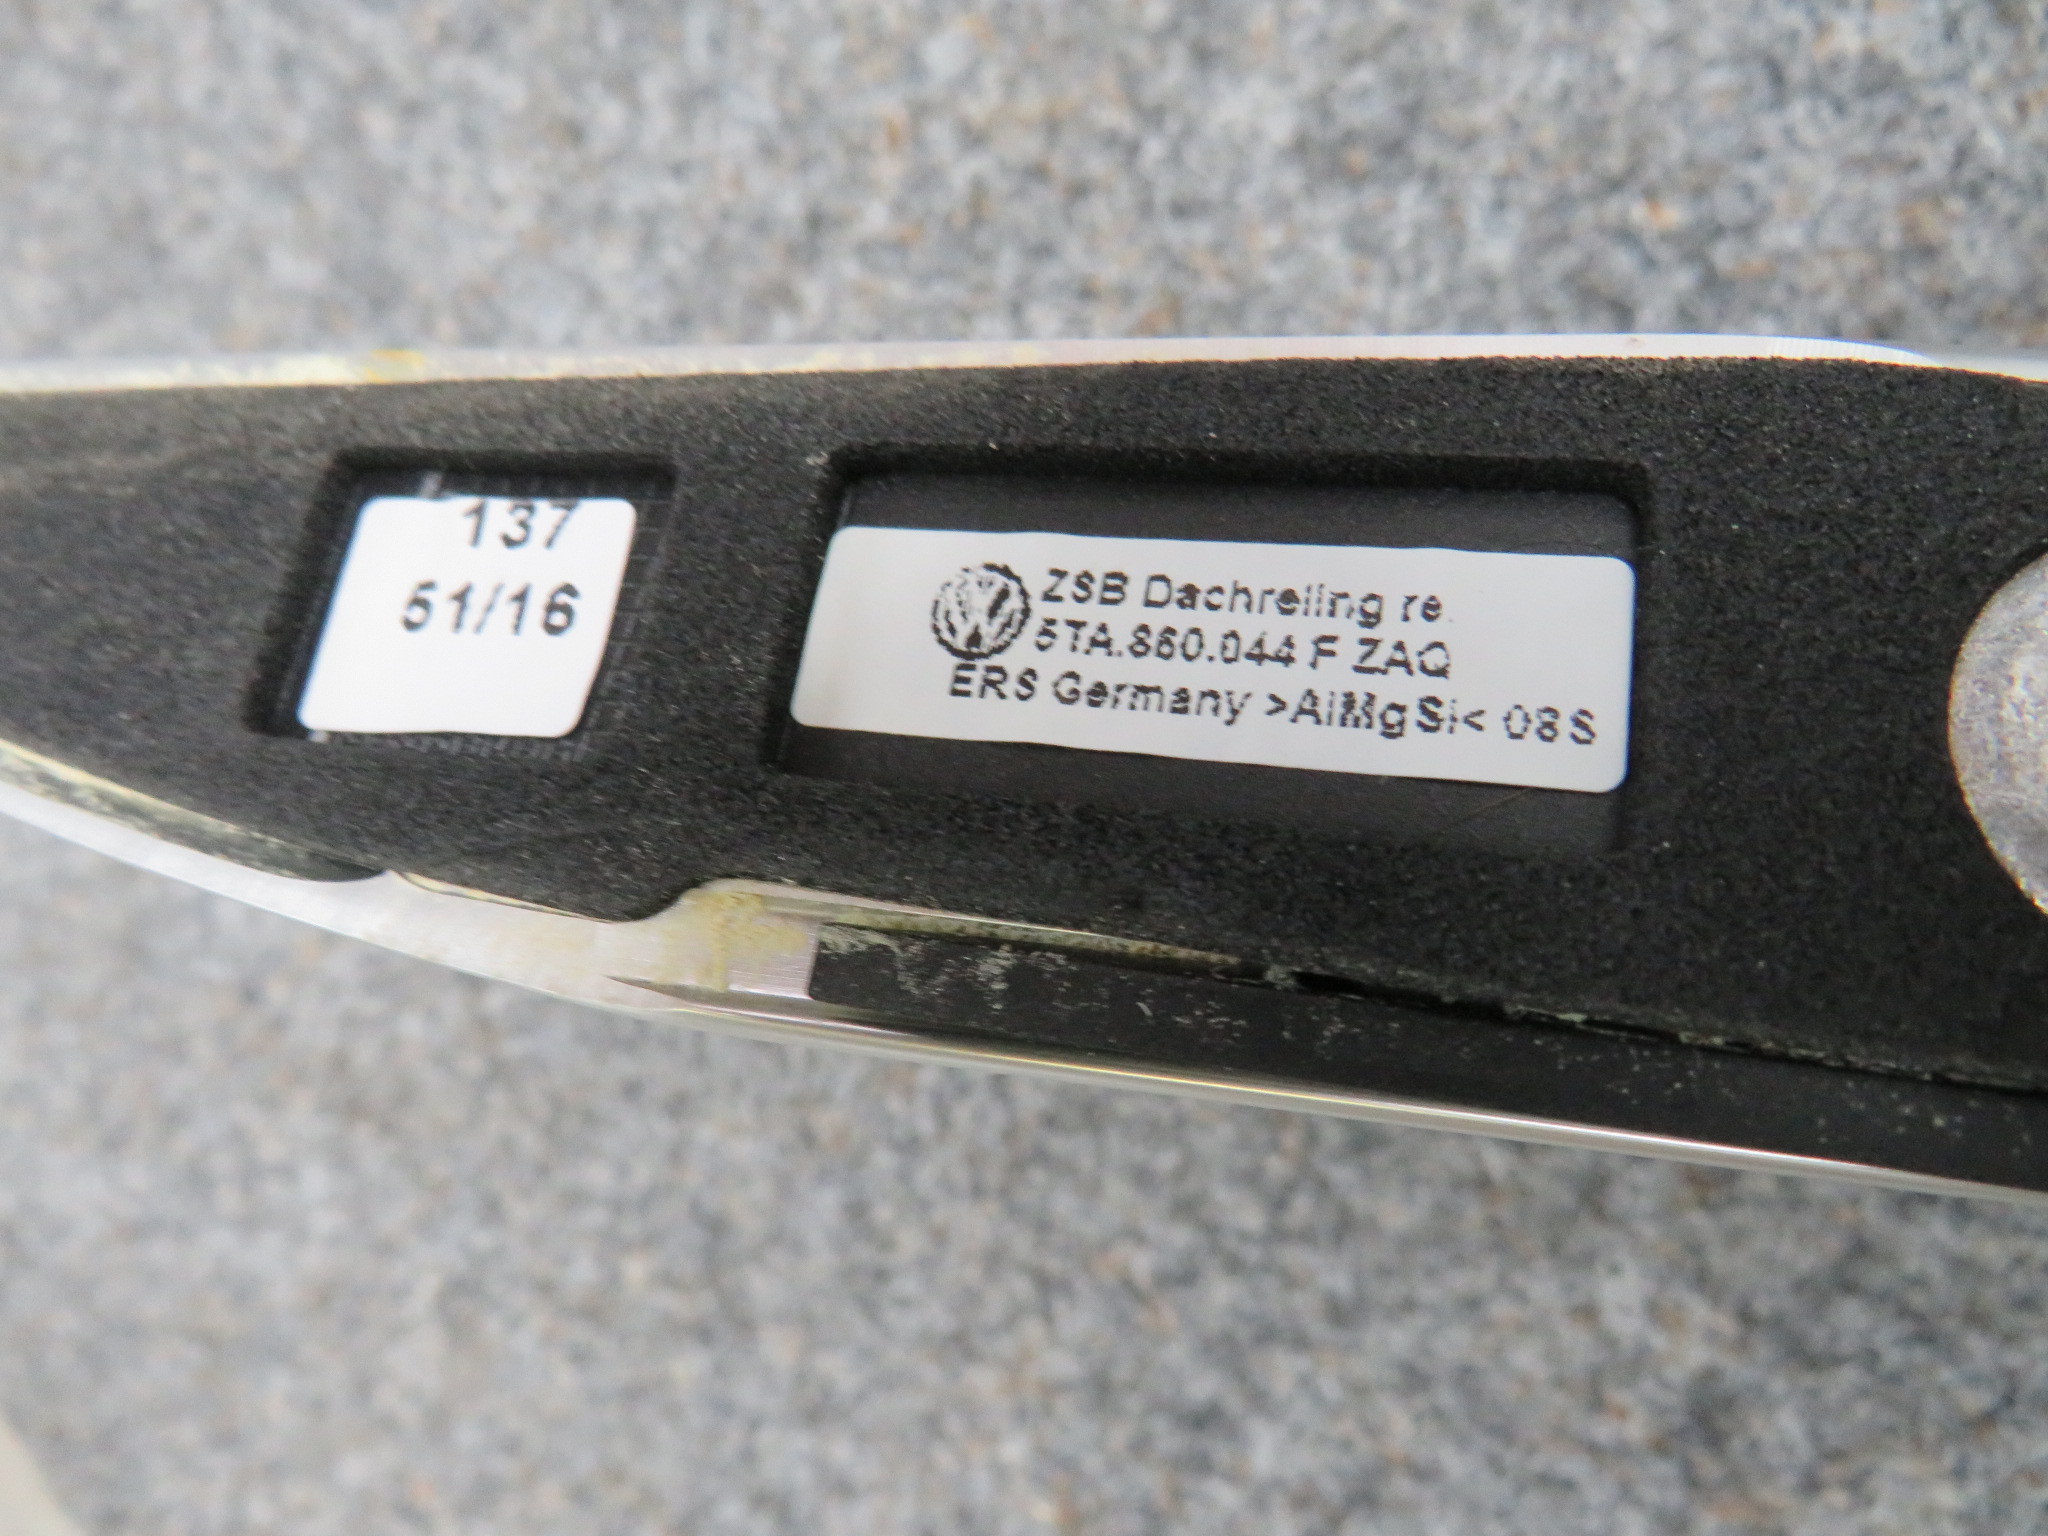 137
51/16
ZSB Dachreling re.
5TA.860.044 F ZAQ
ERS Germany >AlMgSi< 08S